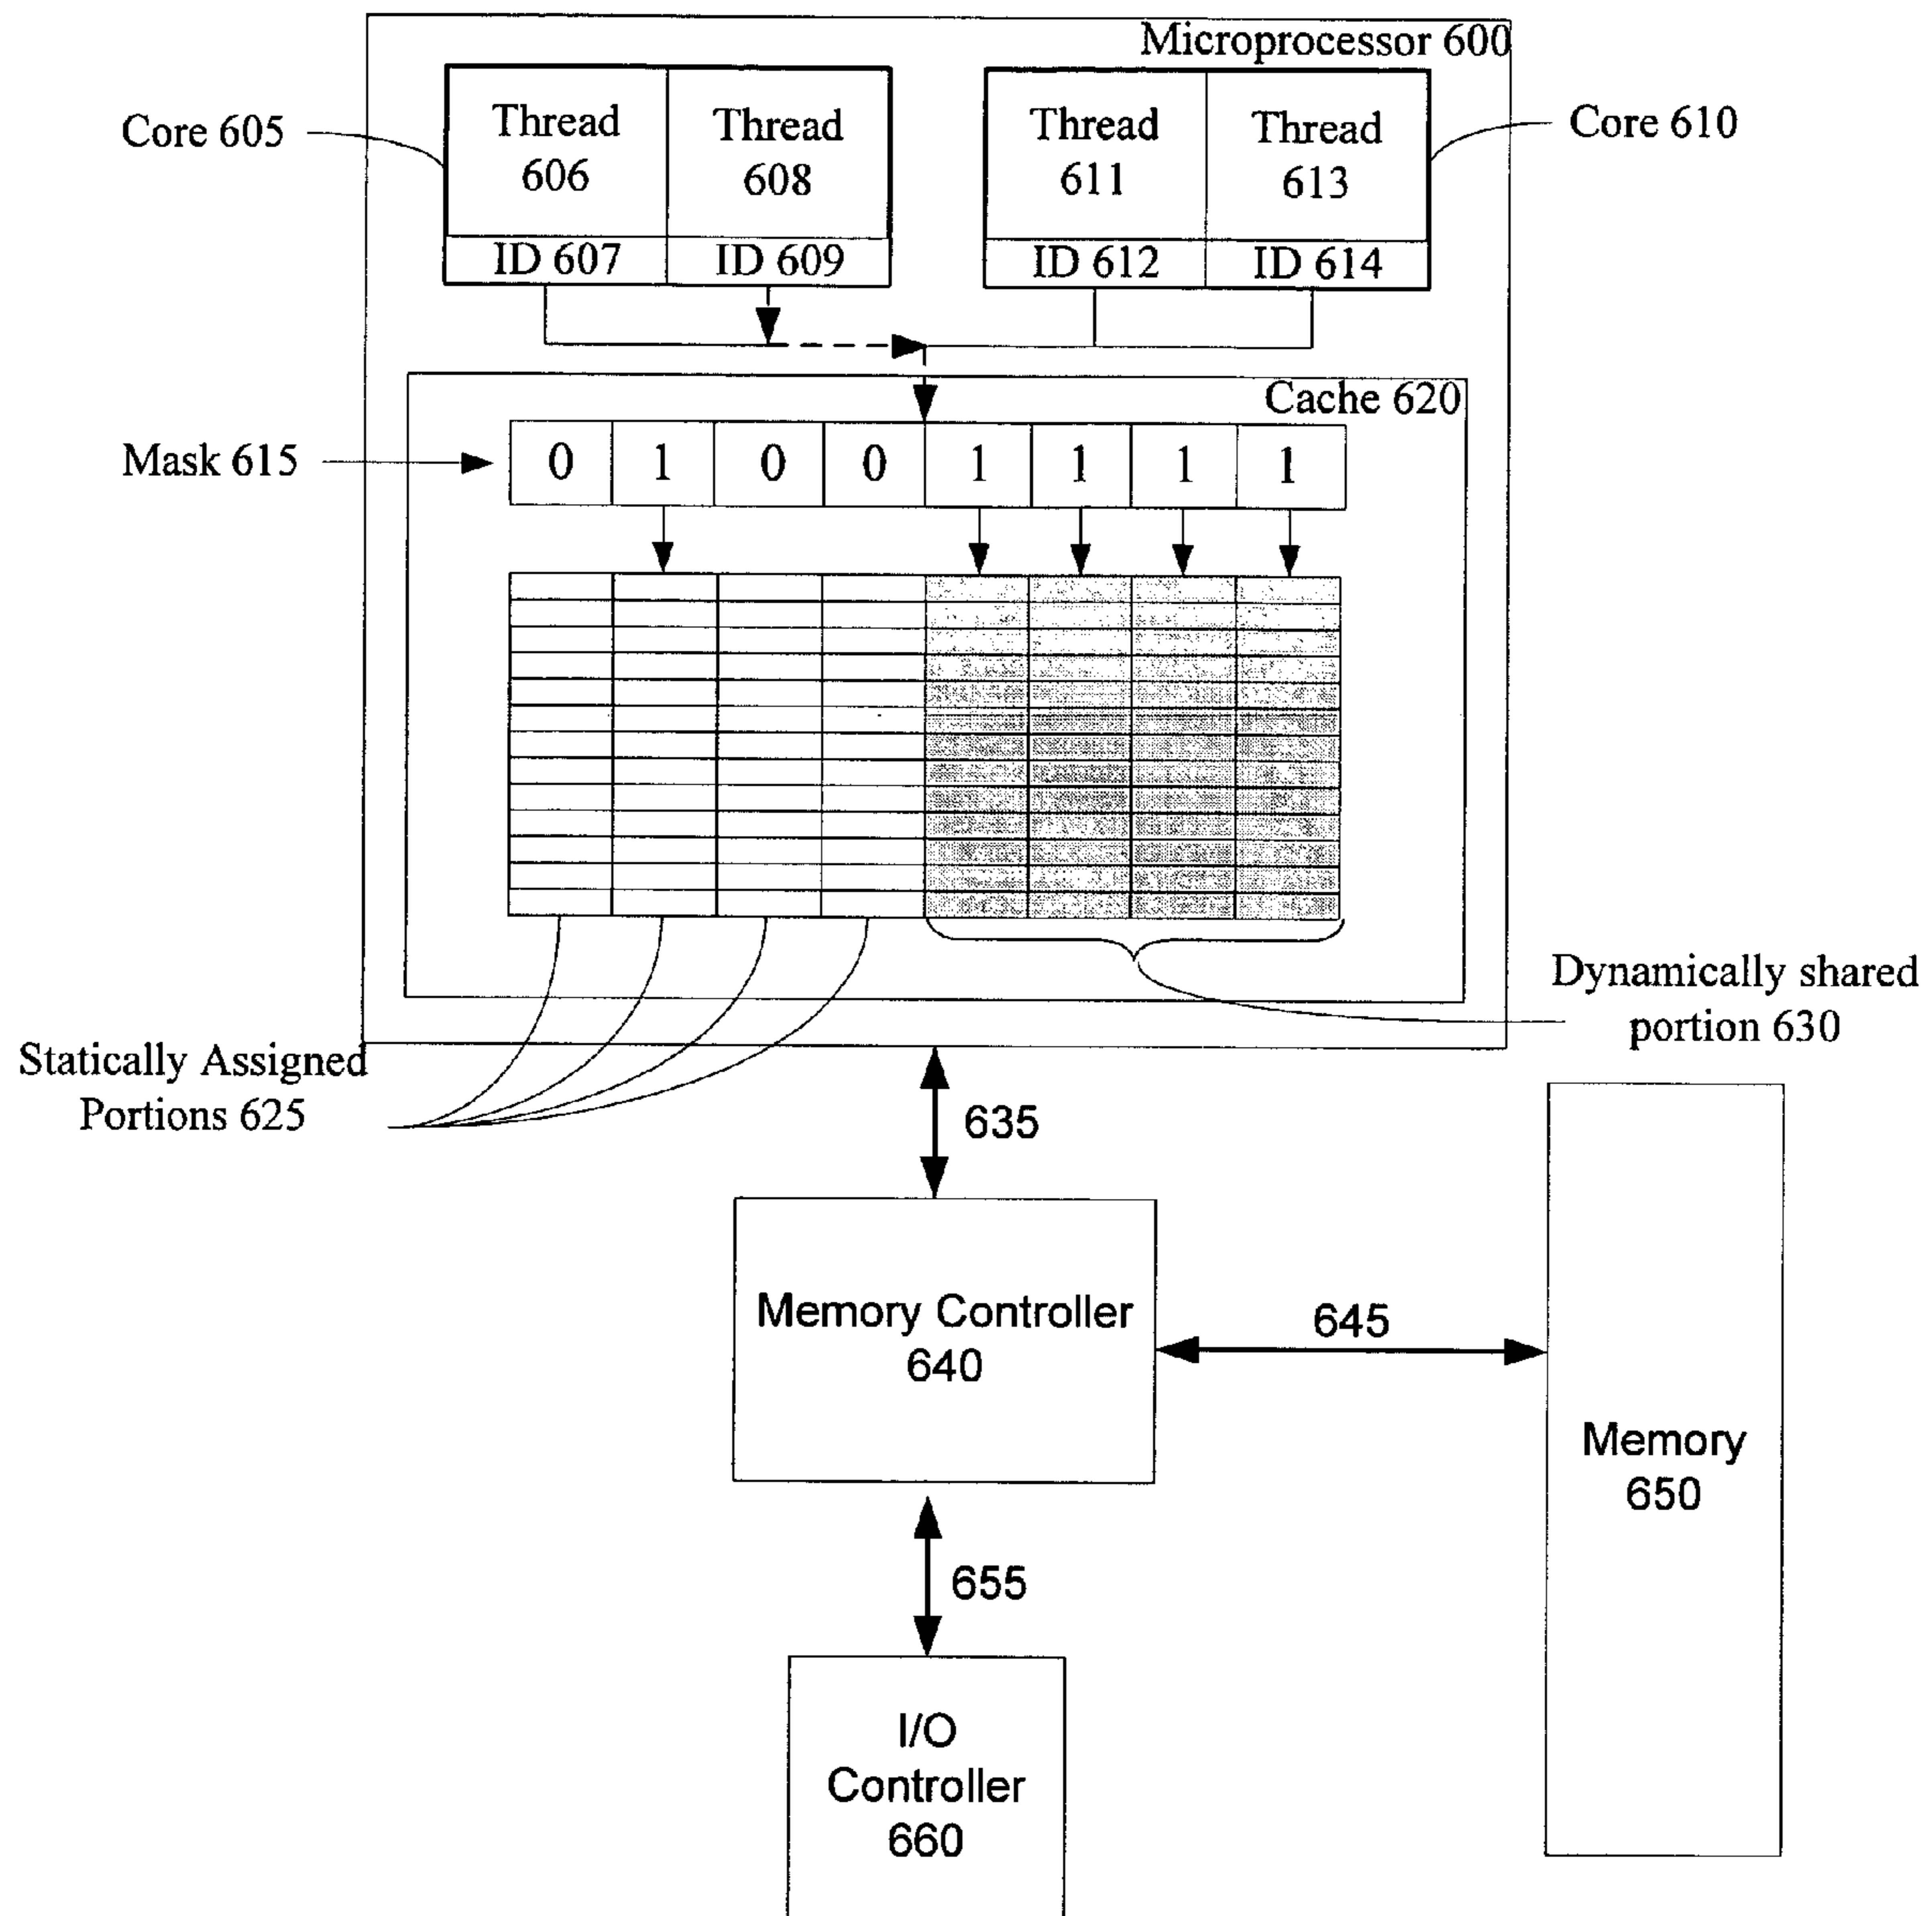 Microprocessor 600
Core 605
Thread
606
Thread
608
Thread
611
Thread
613
Core 610
ID 607
ID 609
ID 612
ID 614
Cache 620
Mask 615
0 1 0 0 1 1 1 1
Dynamically shared
portion 630
Statically Assigned
Portions 625
635
Memory Controller
640
645
Memory
650
655
I/O
Controller
660